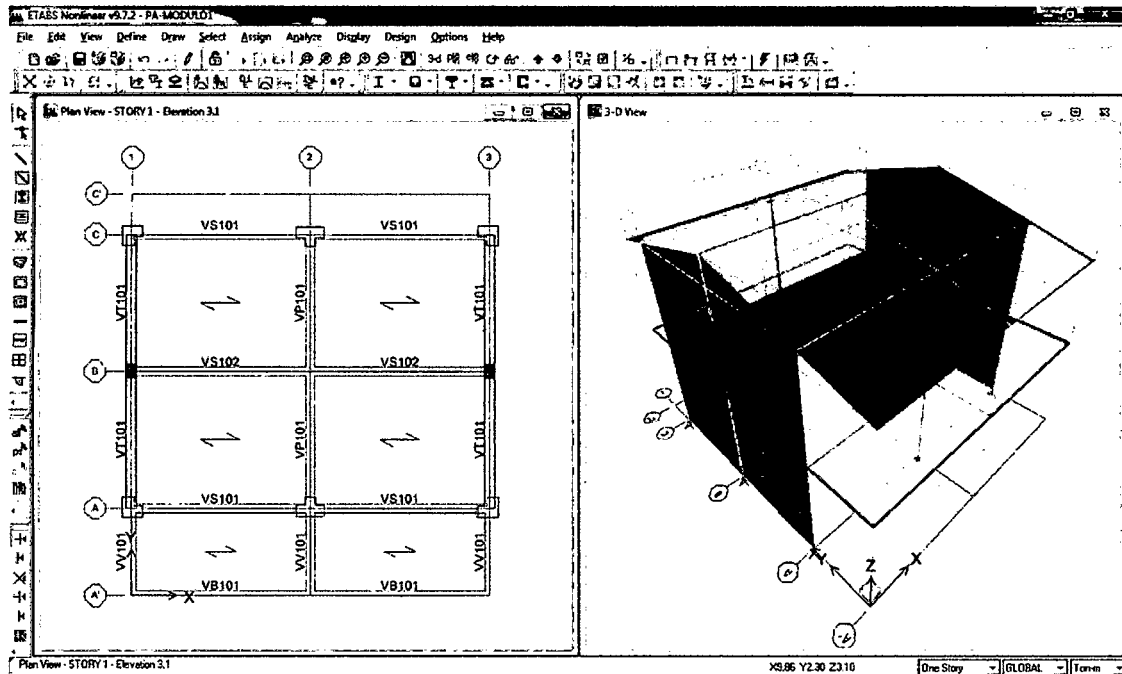 ETABS Nonlinear v9.7.2 - PA-MODULO1
File Edit View Define Draw Select Assign Analyze Display Design Options Help
Plan View - STORY 1 - Elevation 3.1
3-D View
1 2 3
C'
C
VS101 VS101
VT101 VP101 VT101
B
VS102 VS102
VT101 VP101 VT101
A
VS101 VS101
VV101 VV101 VV101
A'
VB101 VB101
X
Y Z X
Plan View - STORY 1 - Elevation 3.1
X9.86 Y2.30 Z3.10
One Story
GLOBAL
Ton-m